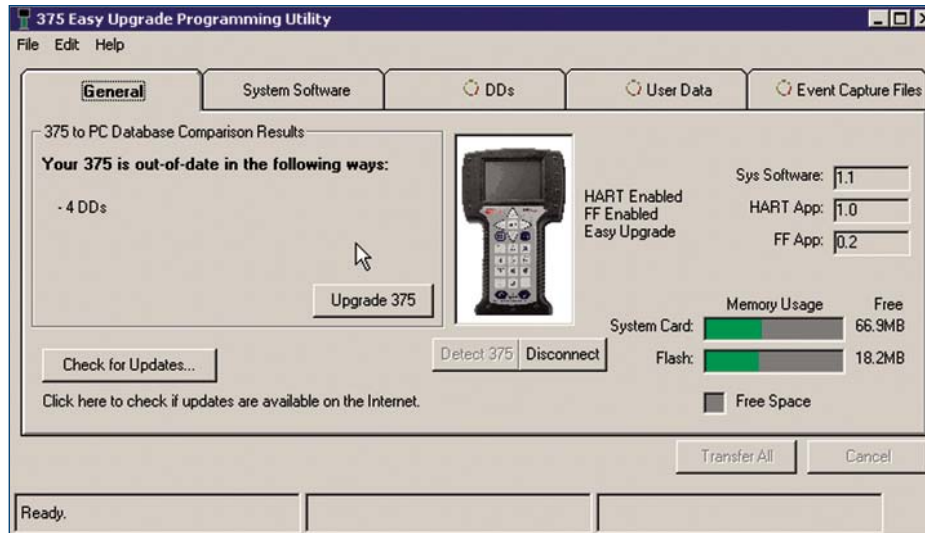 375 Easy Upgrade Programming Utility
File Edit Help
General
System Software
DDs
User Data
Event Capture Files
375 to PC Database Comparison Results
Your 375 is out-of-date in the following ways:
- 4 DDs
Upgrade 375
HART Enabled
FF Enabled
Easy Upgrade
Sys Software: 1.1
HART App: 1.0
FF App: 0.2
Memory Usage Free
System Card: 66.9MB
Flash: 18.2MB
Free Space
Detect 375
Disconnect
Check for Updates...
Click here to check if updates are available on the Internet.
Transfer All
Cancel
Ready.